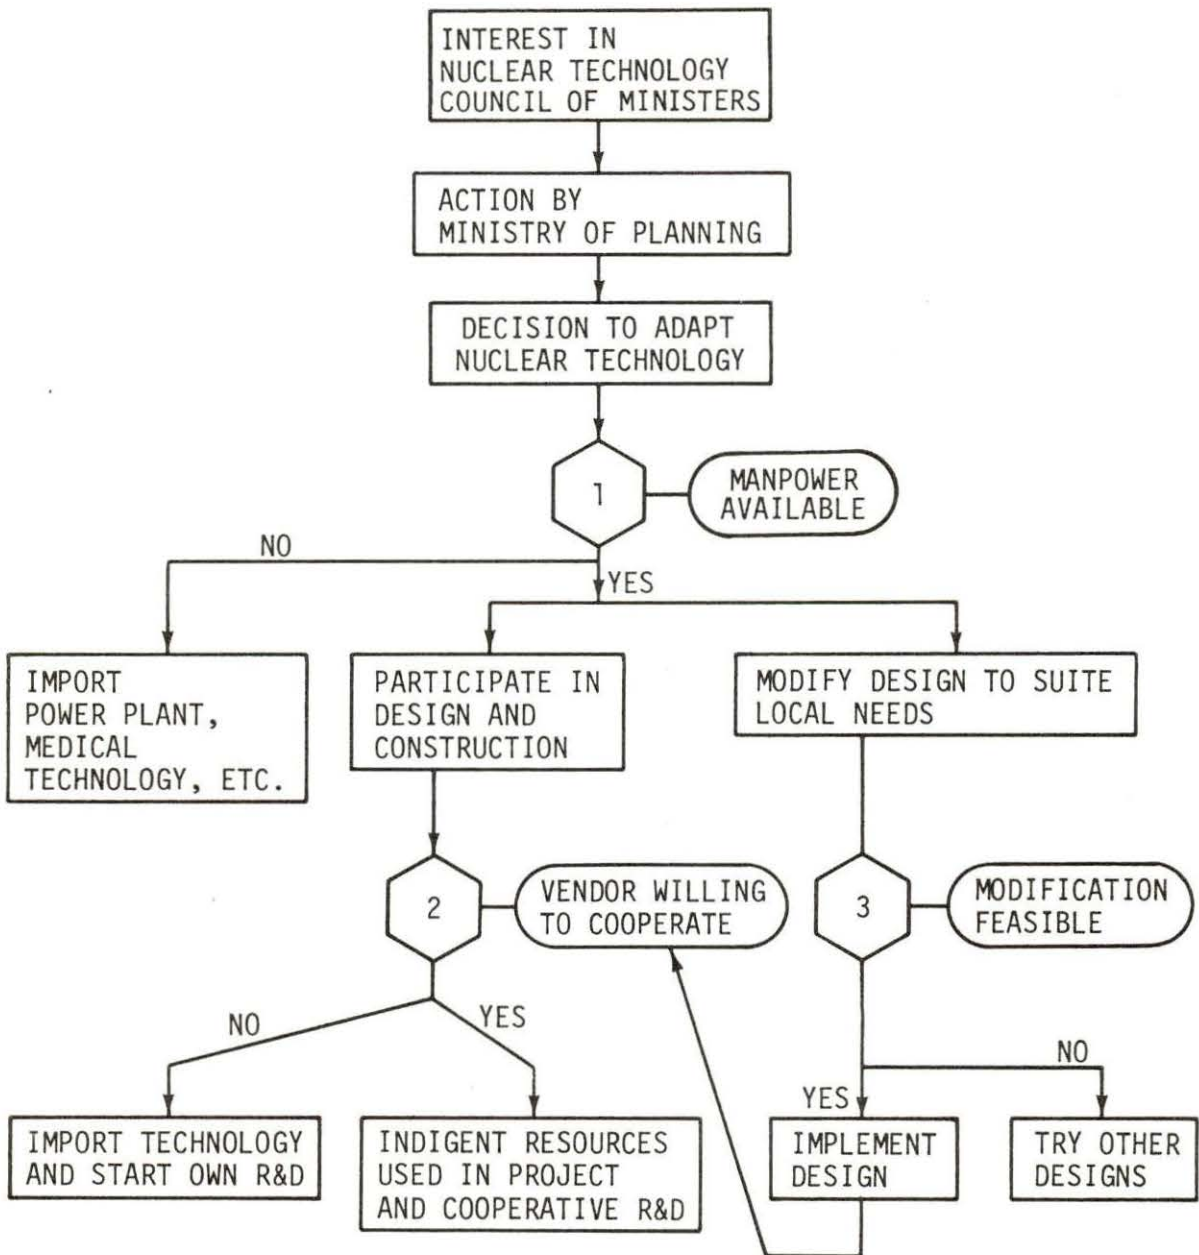 INTEREST IN
NUCLEAR TECHNOLOGY
COUNCIL OF MINISTERS
ACTION BY
MINISTRY OF PLANNING
DECISION TO ADAPT
NUCLEAR TECHNOLOGY
1
MANPOWER
AVAILABLE
NO
YES
IMPORT
POWER PLANT,
MEDICAL
TECHNOLOGY, ETC.
PARTICIPATE IN
DESIGN AND
CONSTRUCTION
MODIFY DESIGN TO SUITE
LOCAL NEEDS
2
VENDOR WILLING
TO COOPERATE
3
MODIFICATION
FEASIBLE
NO
YES
NO
YES
IMPORT TECHNOLOGY
AND START OWN R&D
INDIGENT RESOURCES
USED IN PROJECT
AND COOPERATIVE R&D
IMPLEMENT
DESIGN
TRY OTHER
DESIGNS